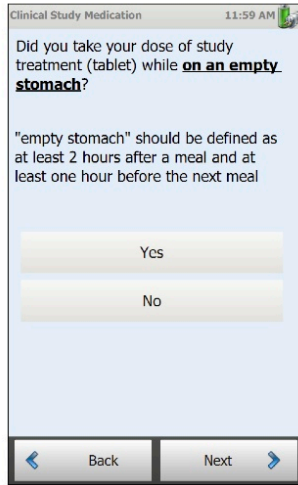 Clinical Study Medication 11:59 AM
Did you take your dose of study
treatment (tablet) while on an empty
stomach?
"empty stomach" should be defined as
at least 2 hours after a meal and at
least one hour before the next meal
Yes
No
Back Next